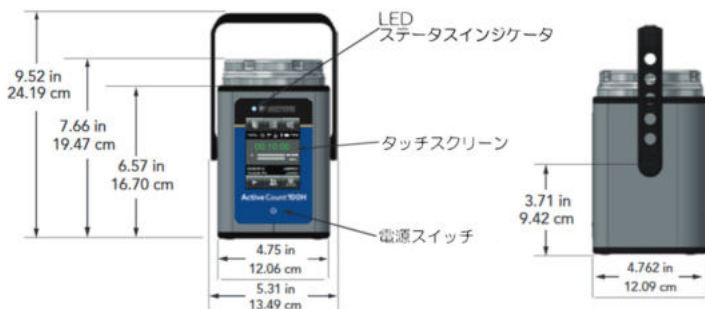 LED
ステータスインジケータ
9.52 in
24.19 cm
7.66 in
19.47 cm
6.57 in
16.70 cm
タッチスクリーン
00:10:00
ActiveCount100H
電源スイッチ
4.75 in
12.06 cm
5.31 in
13.49 cm
3.71 in
9.42 cm
4.762 in
12.09 cm